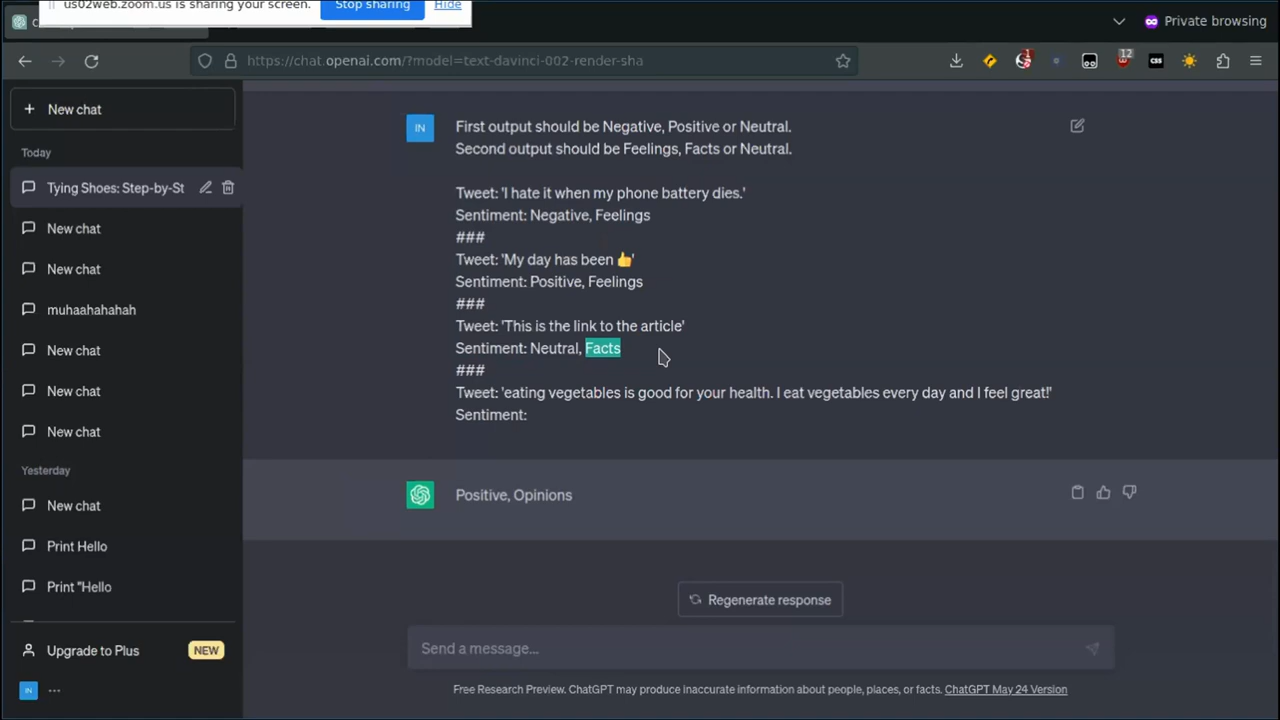 us02web.zoom.us is sharing your screen.
Stop sharing
Hide
Private browsing
https://chat.openai.com/?model=text-davinci-002-render-sha
12
CSS
New chat
Today
Tying Shoes: Step-by-St
New chat
New chat
muhaahahahah
New chat
New chat
New chat
Yesterday
New chat
Print Hello
Print "Hello
Upgrade to Plus
NEW
IN
...
IN
First output should be Negative, Positive or Neutral.
Second output should be Feelings, Facts or Neutral.
Tweet: 'I hate it when my phone battery dies.'
Sentiment: Negative, Feelings
###
Tweet: 'My day has been 👍'
Sentiment: Positive, Feelings
###
Tweet: 'This is the link to the article'
Sentiment: Neutral, Facts
###
Tweet: 'eating vegetables is good for your health. I eat vegetables every day and I feel great!'
Sentiment:
Positive, Opinions
Regenerate response
Send a message...
Free Research Preview. ChatGPT may produce inaccurate information about people, places, or facts. ChatGPT May 24 Version